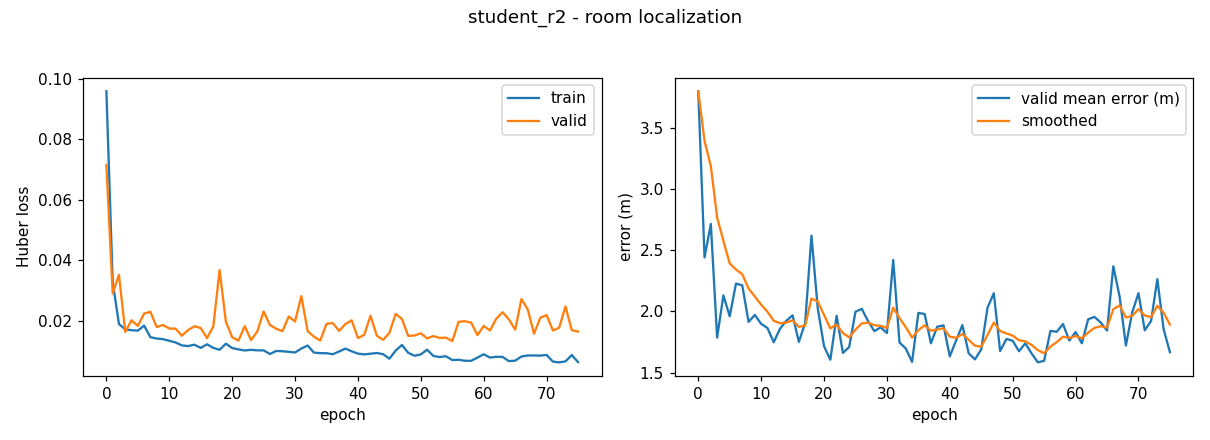 student_r2 - room localization
Huber loss
0.10
0.08
0.06
0.04
0.02
0 10 20 30 40 50 60 70
epoch
train
valid
error (m)
3.5
3.0
2.5
2.0
1.5
0 10 20 30 40 50 60 70
epoch
valid mean error (m)
smoothed